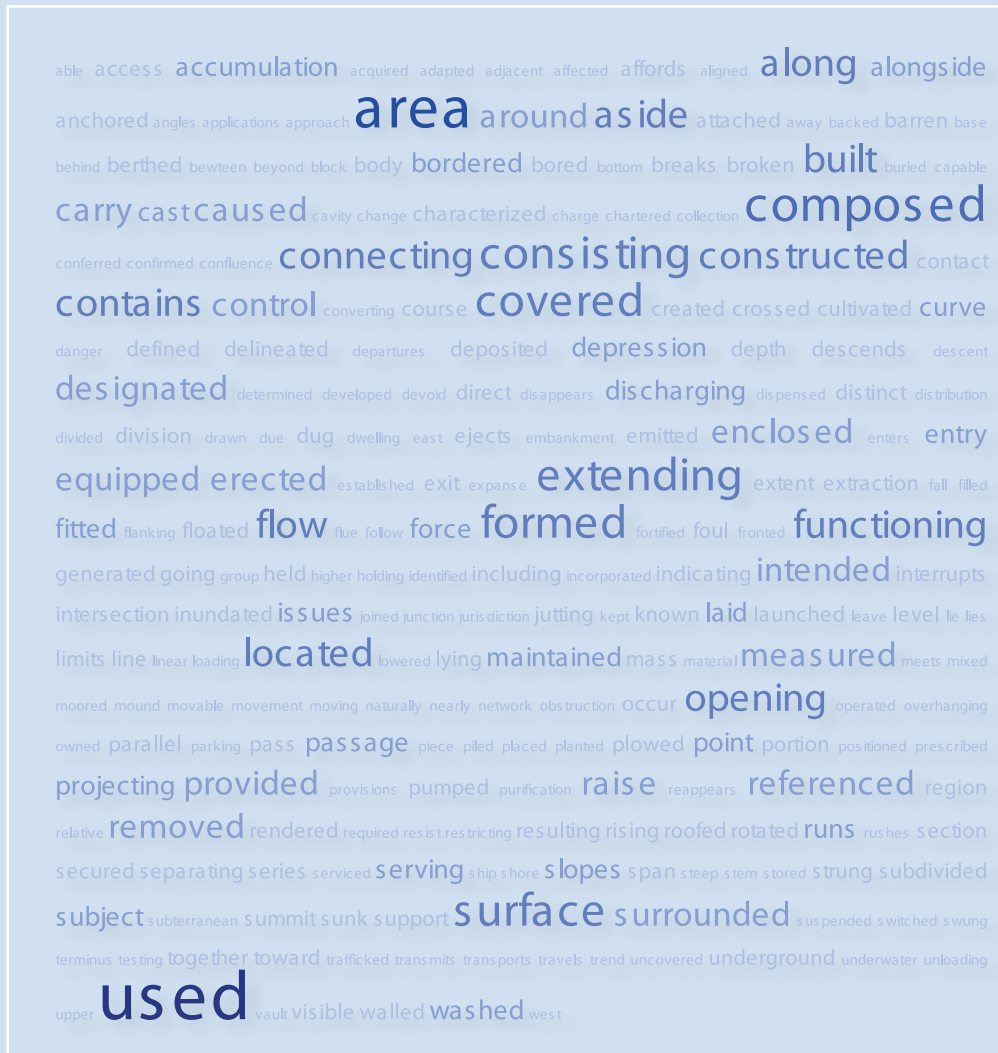 able access accumulation acquired adapted adjacent affected affords aligned along alongside
anchored angles applications approach area around aside attached away backed barren base
behind berthed bewteen beyond block body bordered bored bottom breaks broken built buried capable
carry cast caused cavity change characterized charge chartered collection composed
conferred confirmed confluence connecting consisting constructed contact
contains control converting course covered created crossed cultivated curve
danger defined delineated departures deposited depression depth descends descent
designated determined developed devoid direct disappears discharging dispensed distinct distribution
divided division drawn due dug dwelling east ejects embankment emitted enclosed enters entry
equipped erected established exit expanse extending extent extraction fall filled
fitted flanking floated flow flue follow force formed fortified foul fronted functioning
generated going group held higher holding identified including incorporated indicating intended interrupts
intersection inundated issues joined junction jurisdiction jutting kept known laid launched leave level lie lies
limits line linear loading located lowered lying maintained mass material measured meets mixed
moored mound movable movement moving naturally nearly network obstruction occur opening operated overhanging
owned parallel parking pass passage piece piled placed planted plowed point portion positioned prescribed
projecting provided provisions pumped purification raise reappears referenced region
relative removed rendered required resist restricting resulting rising roofed rotated runs rushes section
secured separating series serviced serving ship shore slopes span steep stem stored strung subdivided
subject subterranean summit sunk support surface surrounded suspended switched swung
terminus testing together toward trafficked transmits transports travels trend uncovered underground underwater unloading
upper used vault visible walled washed west